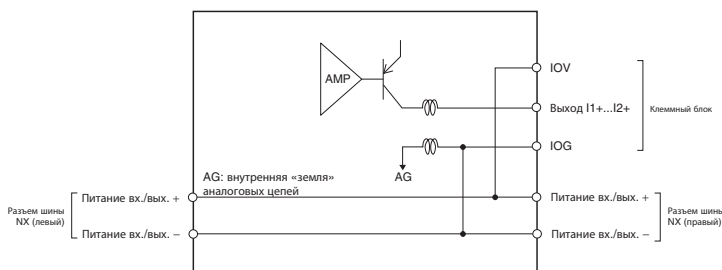 AMP
IOV
Выход I1+...I2+
Клеммный блок
IOG
AG
AG: внутренняя «земля»
аналоговых цепей
Разъем шины
NX (левый)
Питание вх./вых. +
Питание вх./вых. −
Питание вх./вых. +
Питание вх./вых. −
Разъем шины
NX (правый)